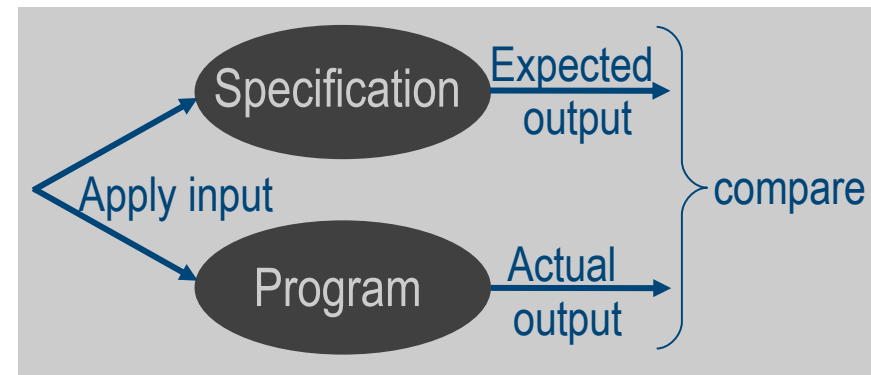 Specification
Expected
output
Apply input
compare
Program
Actual
output